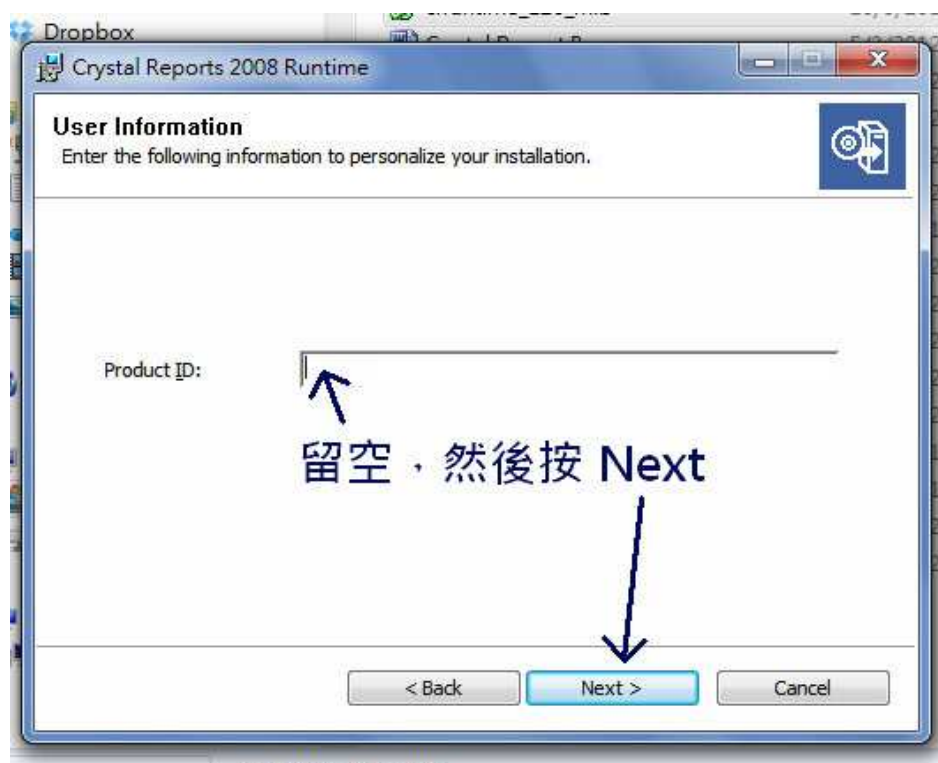 Dropbox
Crystal Reports 2008 Runtime
User Information
Enter the following information to personalize your installation.
Product ID:
留空，然後按 Next
< Back
Next >
Cancel